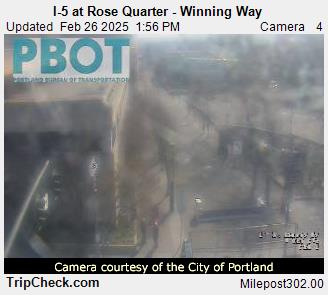 I-5 at Rose Quarter - Winning Way
Updated Feb 26 2025 1:56 PM Camera 4
PBOT
PORTLAND BUREAU OF TRANSPORTATION
Camera courtesy of the City of Portland
TripCheck.com Milepost302.00